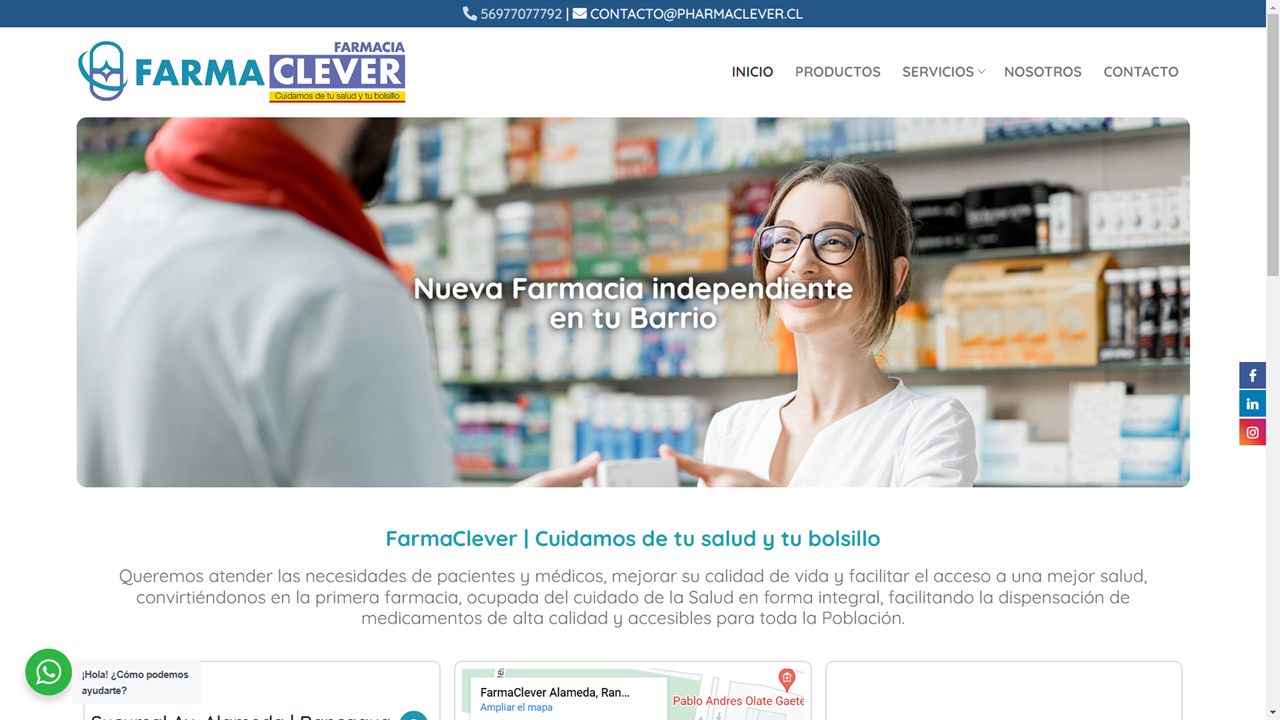 56977077792 | CONTACTO@PHARMACLEVER.CL
FARMACIA
FARMA CLEVER
Cuidamos de tu salud y tu bolsillo
INICIO PRODUCTOS SERVICIOS NOSOTROS CONTACTO
Nueva Farmacia independiente
en tu Barrio
FarmaClever | Cuidamos de tu salud y tu bolsillo
Queremos atender las necesidades de pacientes y médicos, mejorar su calidad de vida y facilitar el acceso a una mejor salud,
convirtiéndonos en la primera farmacia, ocupada del cuidado de la Salud en forma integral, facilitando la dispensación de
medicamentos de alta calidad y accesibles para toda la Población.
¡Hola! ¿Cómo podemos
ayudarte?
Sucursal Av. Alameda | Rancagua
FarmaClever Alameda, Ran...
Ampliar el mapa
Pablo Andres Olate Gaete